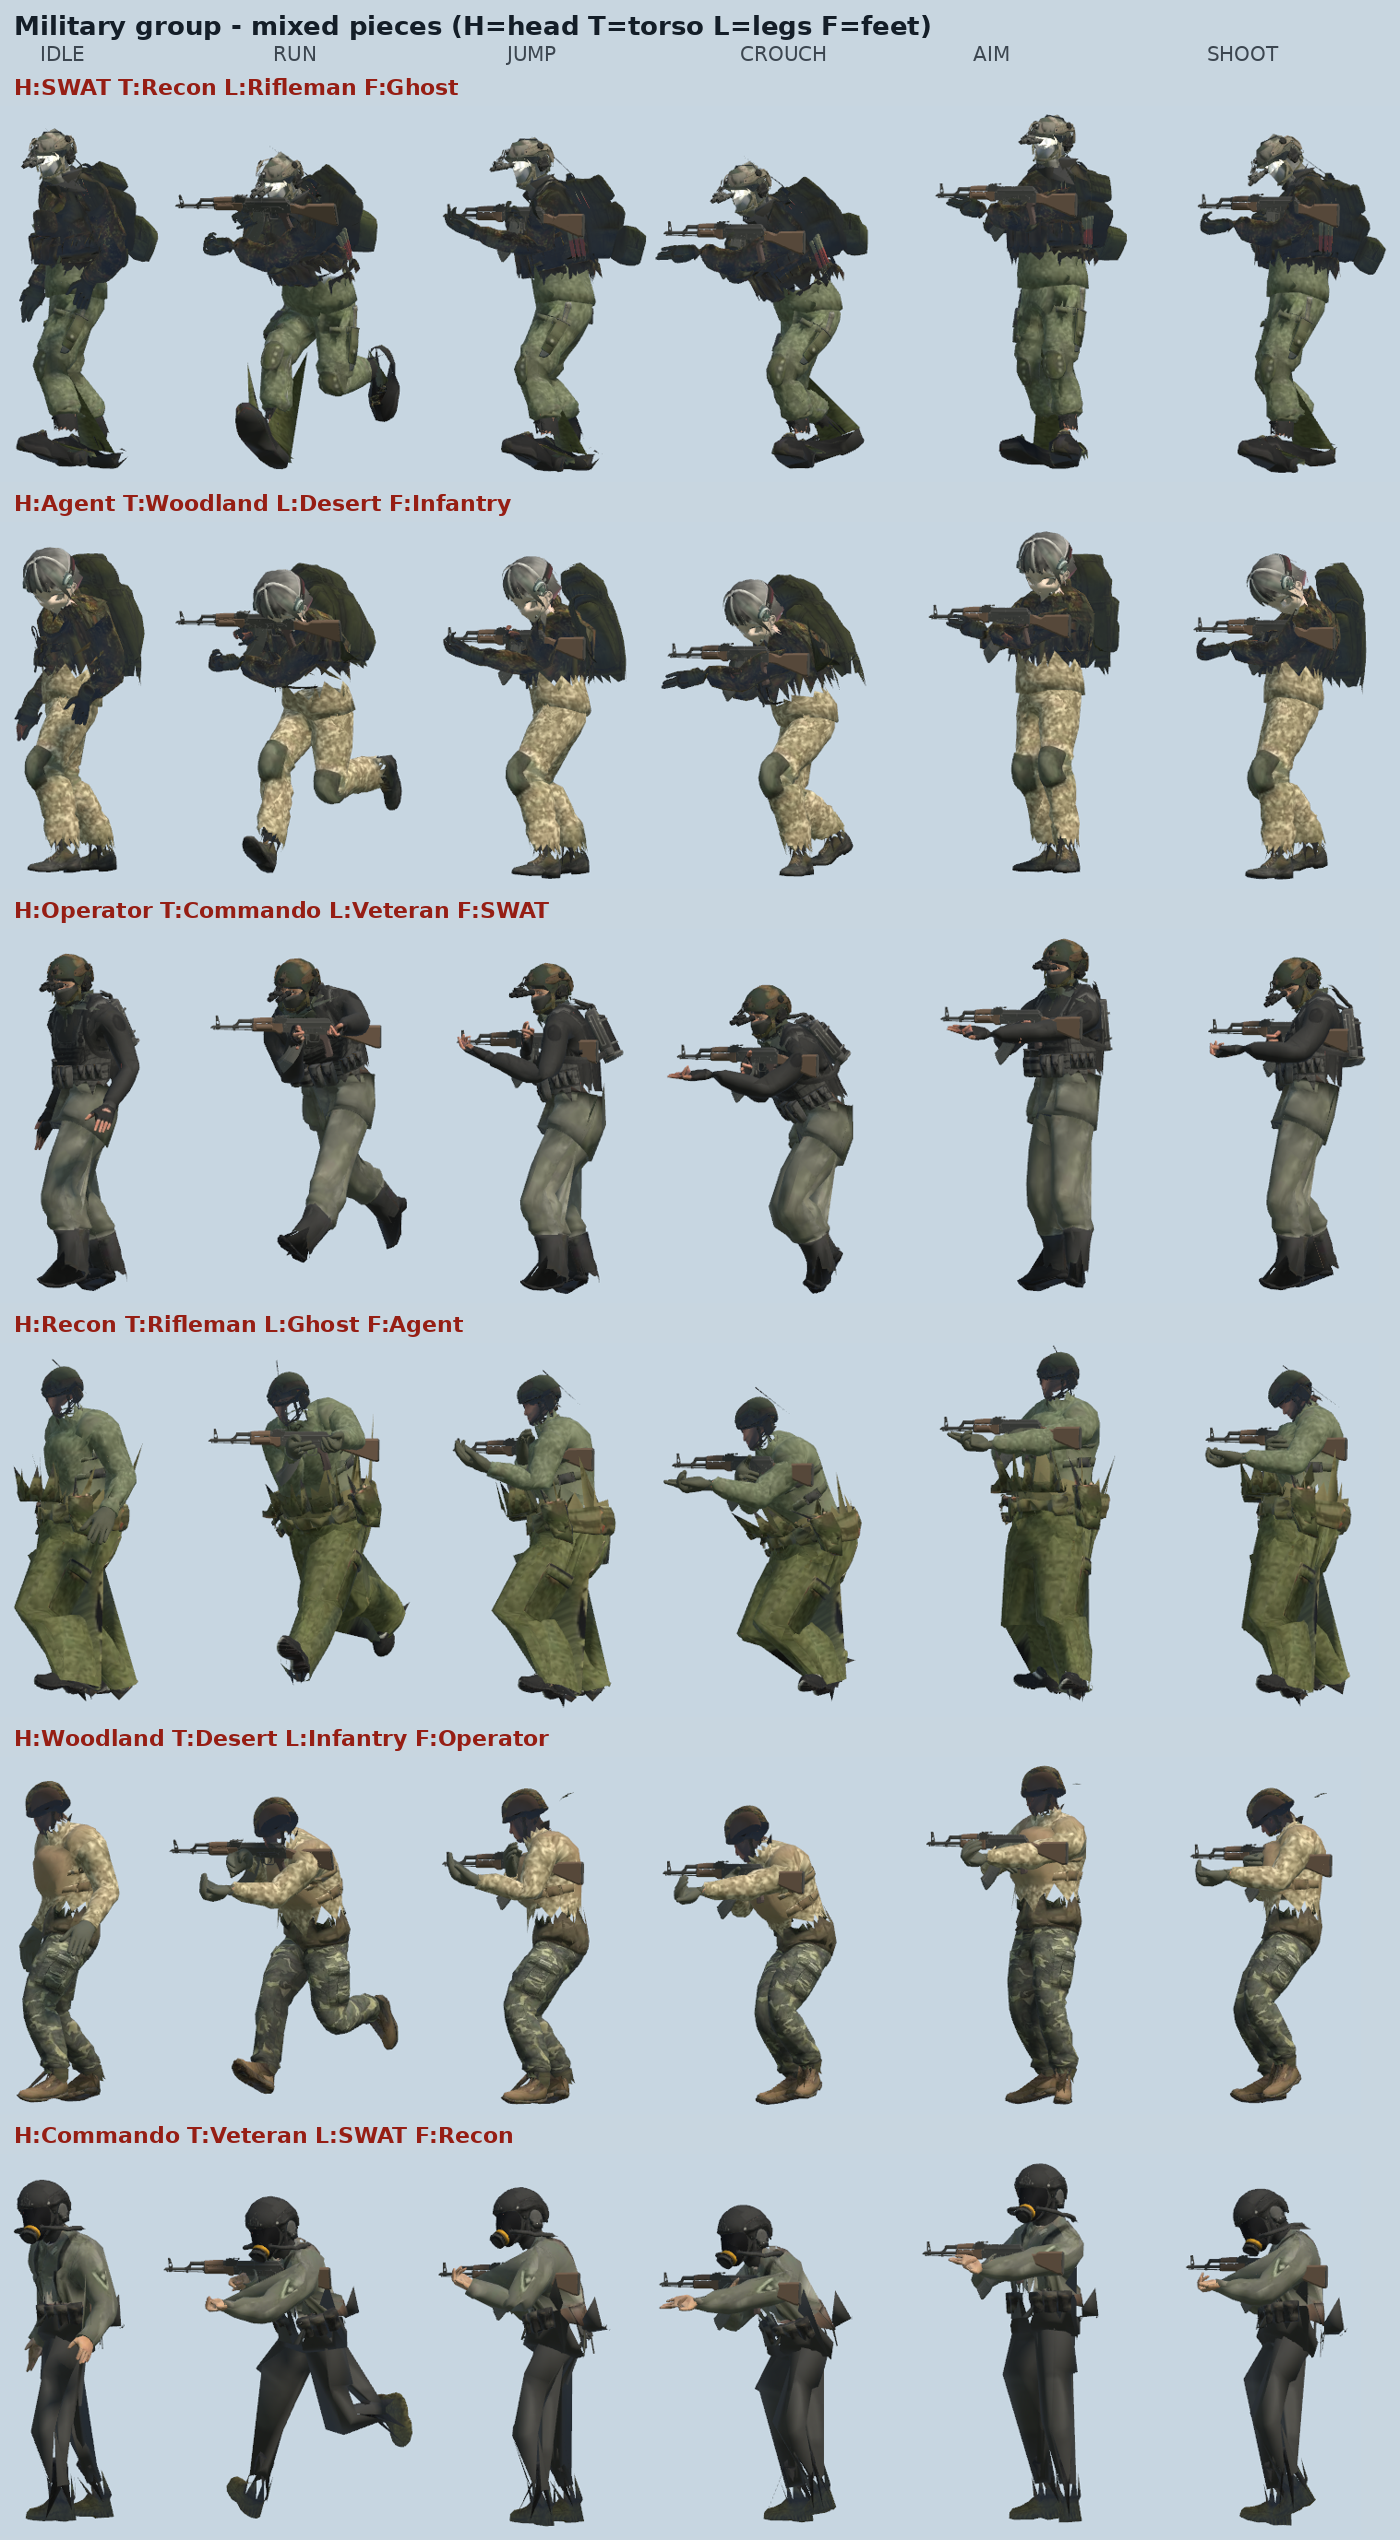 Military group - mixed pieces (H=head T=torso L=legs F=feet)
IDLE RUN JUMP CROUCH AIM SHOOT
H:SWAT T:Recon L:Rifleman F:Ghost
H:Agent T:Woodland L:Desert F:Infantry
H:Operator T:Commando L:Veteran F:SWAT
H:Recon T:Rifleman L:Ghost F:Agent
H:Woodland T:Desert L:Infantry F:Operator
H:Commando T:Veteran L:SWAT F:Recon